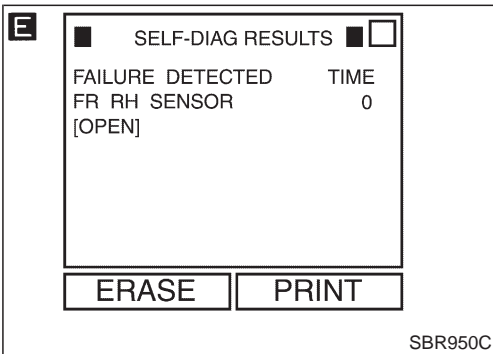 E
SELF-DIAG RESULTS
FAILURE DETECTED TIME
FR RH SENSOR 0
[OPEN]
ERASE PRINT
SBR950C